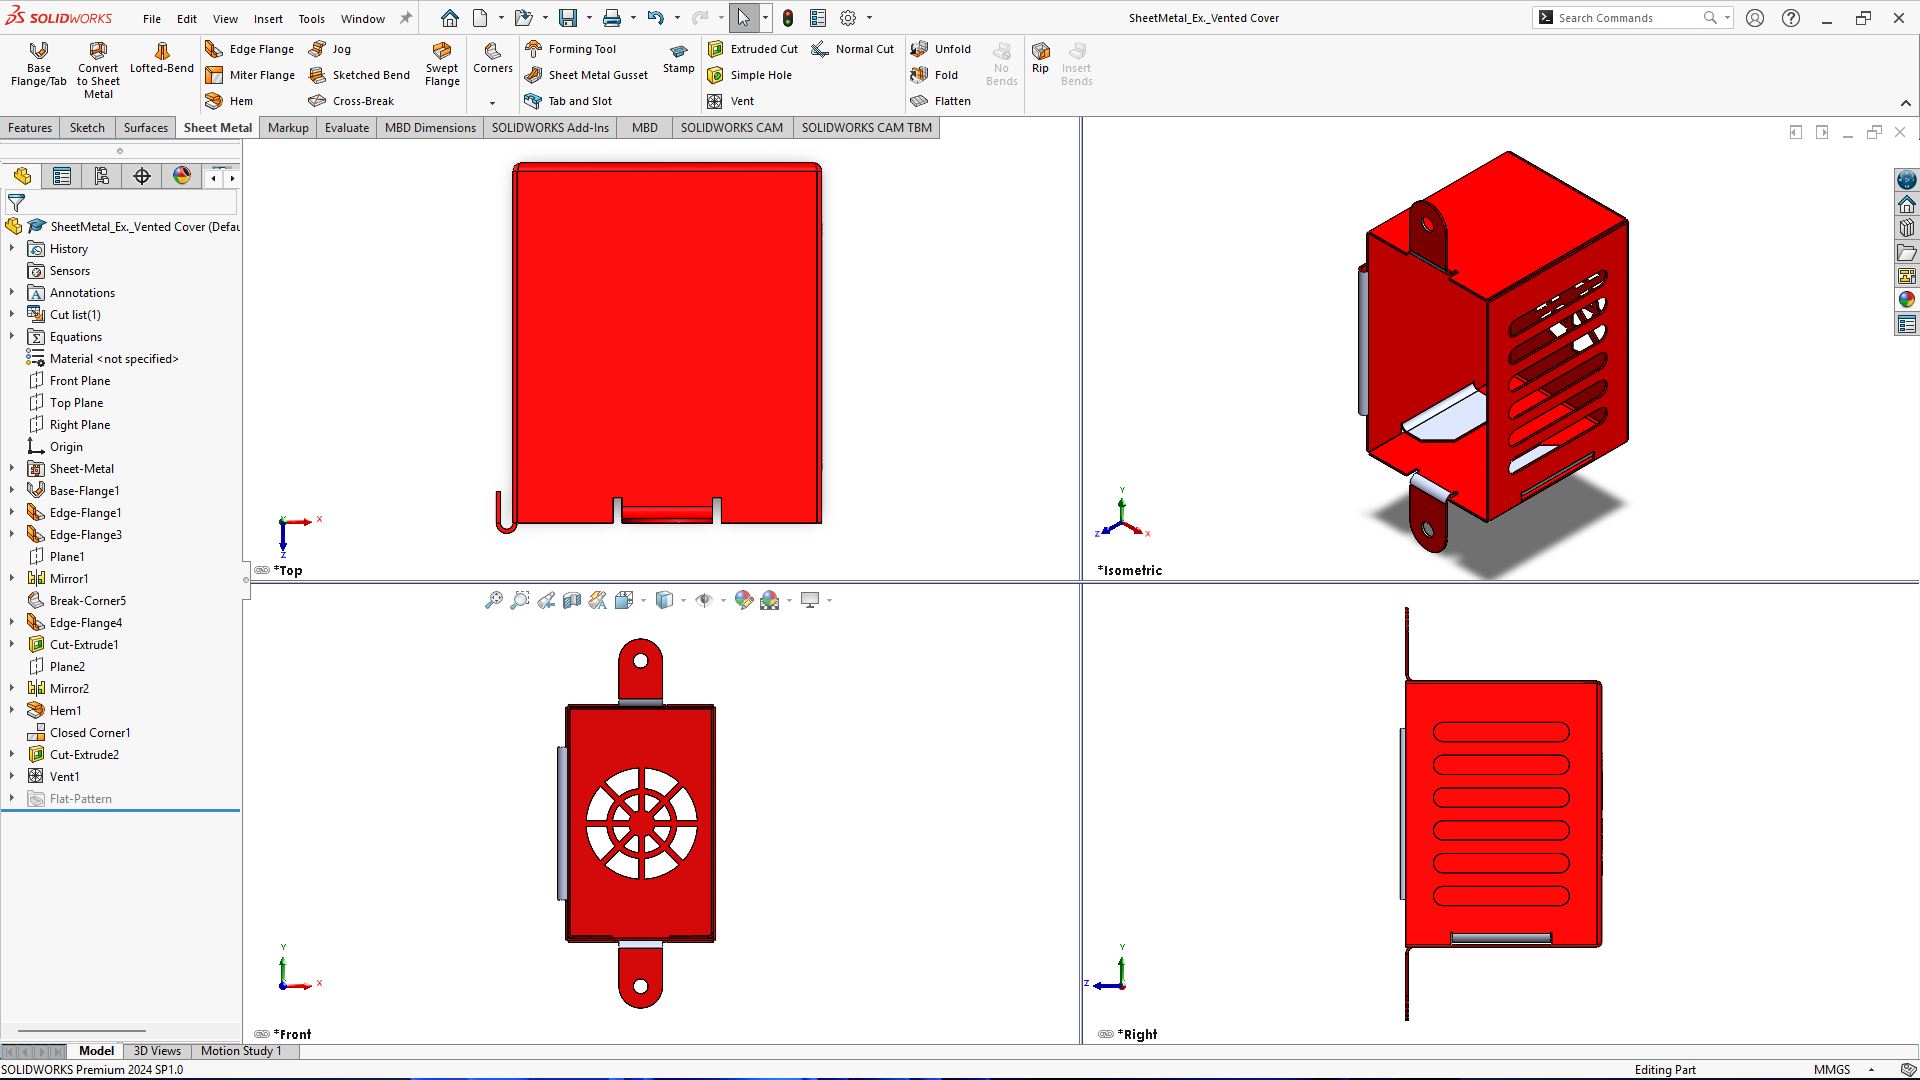 SOLIDWORKS File Edit View Insert Tools Window SheetMetal_Ex._Vented Cover Search Commands
Base Flange/Tab
Convert to Sheet Metal
Lofted-Bend
Edge Flange
Miter Flange
Hem
Jog
Sketched Bend
Cross-Break
Swept Flange
Corners
Forming Tool
Sheet Metal Gusset
Tab and Slot
Stamp
Extruded Cut
Simple Hole
Vent
Normal Cut
Unfold
Fold
Flatten
No Bends
Rip
Insert Bends
Features Sketch Surfaces Sheet Metal Markup Evaluate MBD Dimensions SOLIDWORKS Add-Ins MBD SOLIDWORKS CAM SOLIDWORKS CAM TBM
SheetMetal_Ex._Vented Cover (Defau
History
Sensors
Annotations
Cut list(1)
Equations
Material <not specified>
Front Plane
Top Plane
Right Plane
Origin
Sheet-Metal
Base-Flange1
Edge-Flange1
Edge-Flange3
Plane1
Mirror1
Break-Corner5
Edge-Flange4
Cut-Extrude1
Plane2
Mirror2
Hem1
Closed Corner1
Cut-Extrude2
Vent1
Flat-Pattern
Y X
Z
*Top
Y
Z X
*Isometric
Y
X
*Front
Y
Z
*Right
Model 3D Views Motion Study 1
SOLIDWORKS Premium 2024 SP1.0 Editing Part MMGS